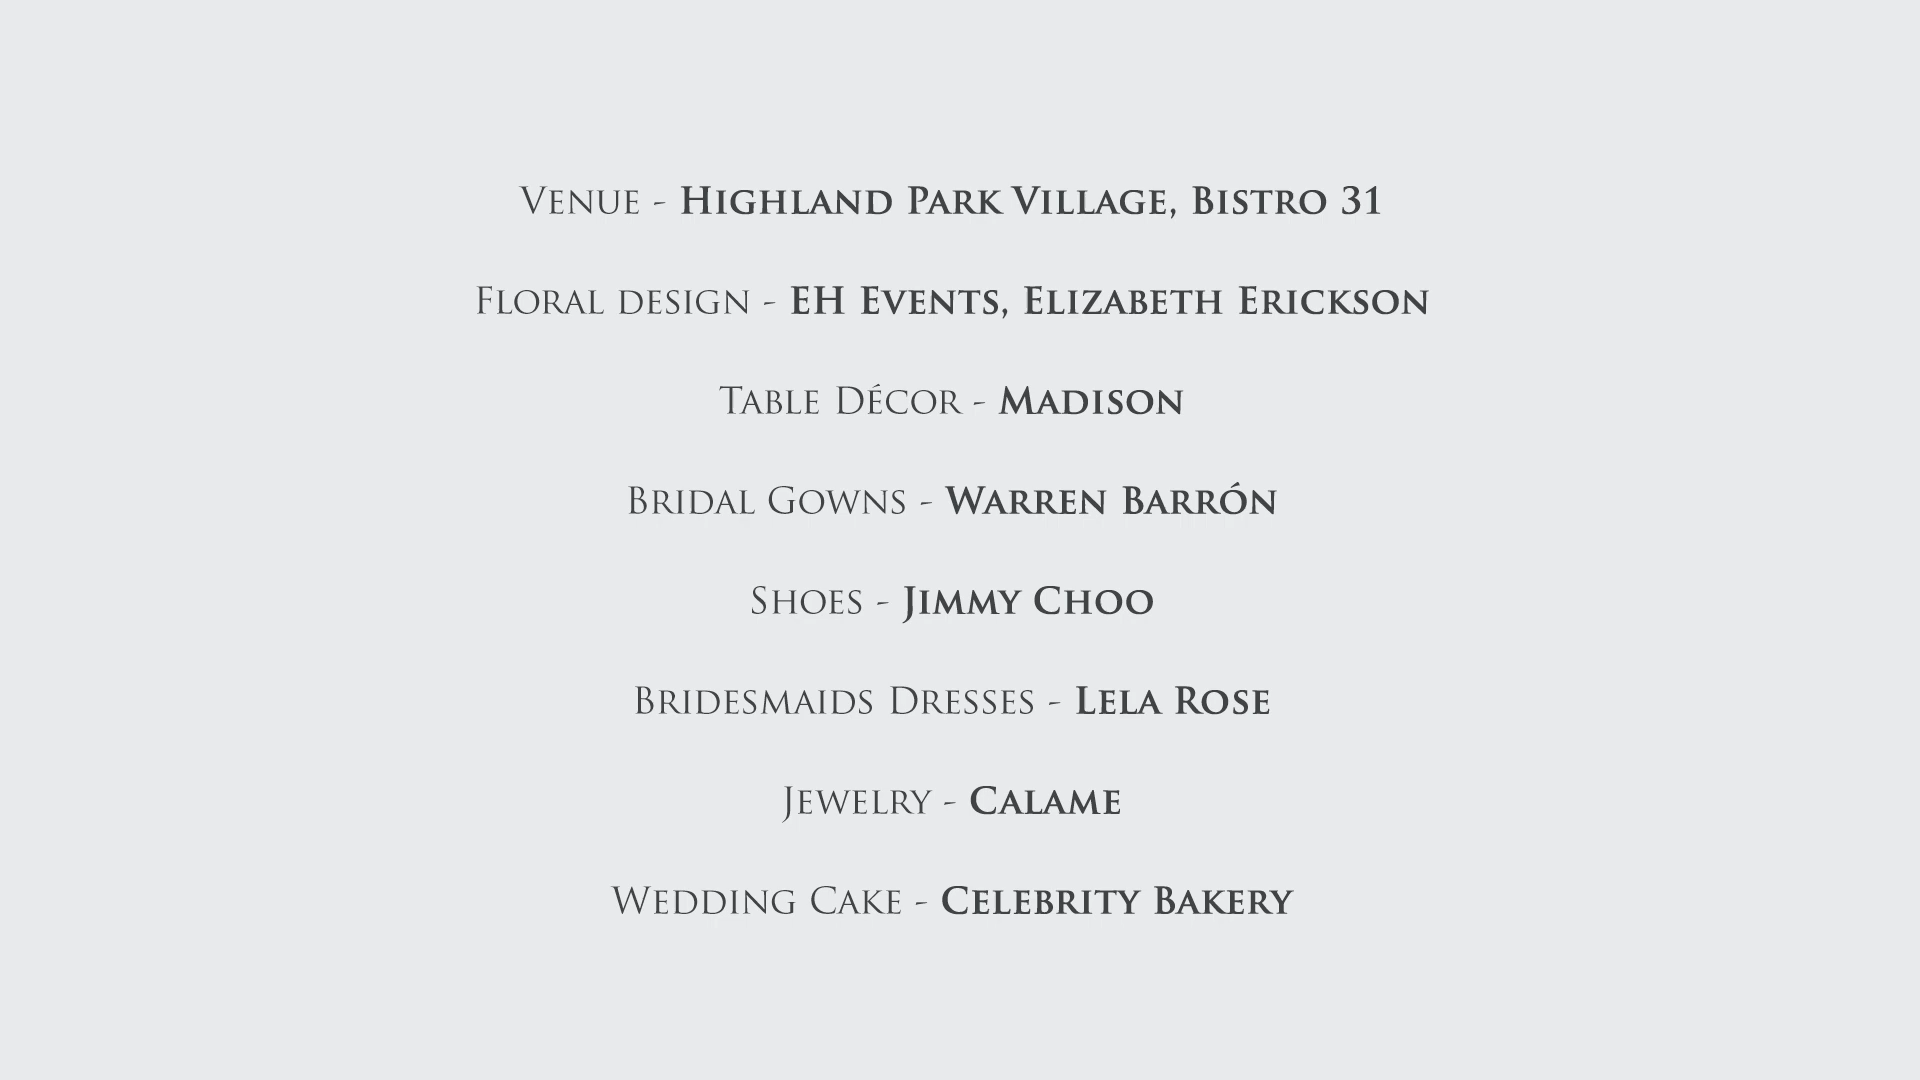 Venue - Highland Park Village, Bistro 31
Floral design - EH Events, Elizabeth Erickson
Table Décor - Madison
Bridal Gowns - Warren Barrón
Shoes - Jimmy Choo
Bridesmaids Dresses - Lela Rose
Jewelry - Calame
Wedding Cake - Celebrity Bakery